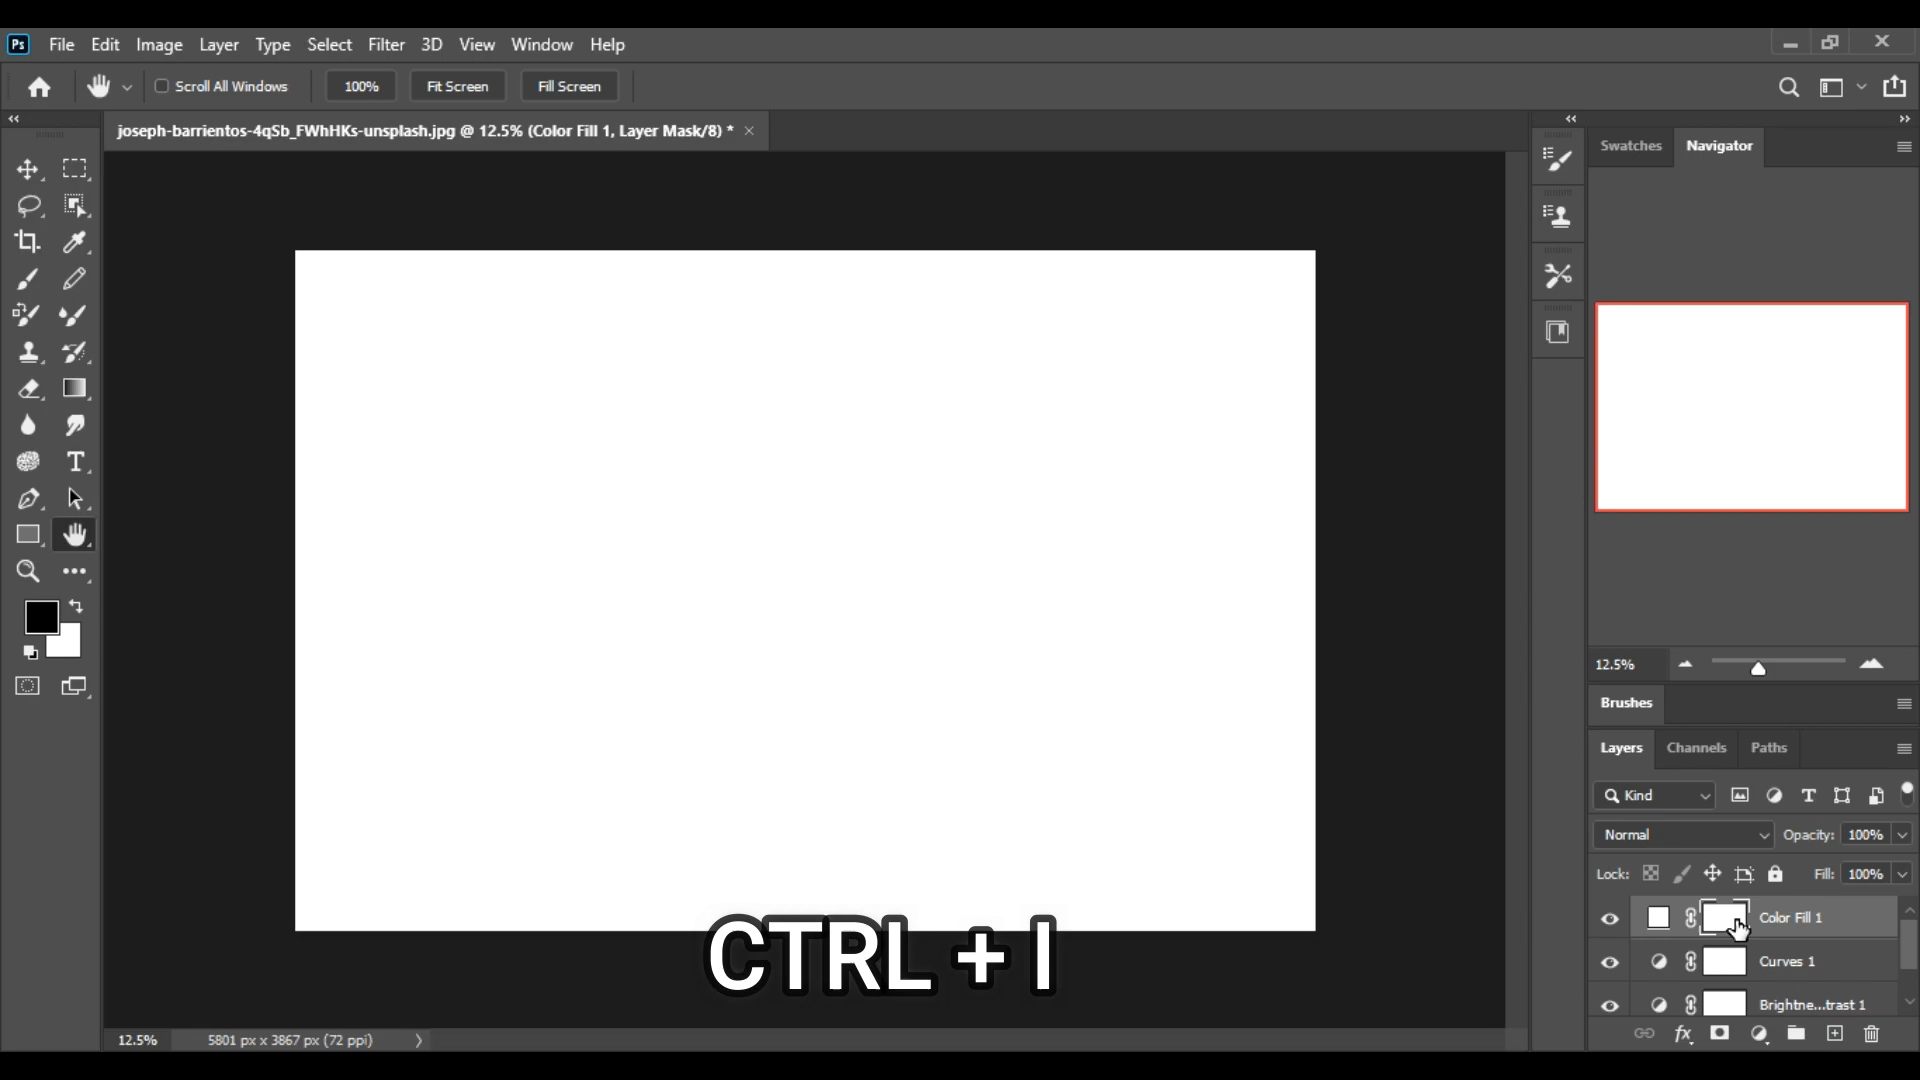 Ps File Edit Image Layer Type Select Filter 3D View Window Help
Scroll All Windows 100% Fit Screen Fill Screen
joseph-barrientos-4qSb_FWhHKs-unsplash.jpg @ 12.5% (Color Fill 1, Layer Mask/8) *
Swatches Navigator
12.5%
Brushes
Layers Channels Paths
Kind
Normal Opacity: 100%
Lock: Fill: 100%
Color Fill 1
Curves 1
Brightne...trast 1
CTRL + I
12.5% 5801 px x 3867 px (72 ppi)